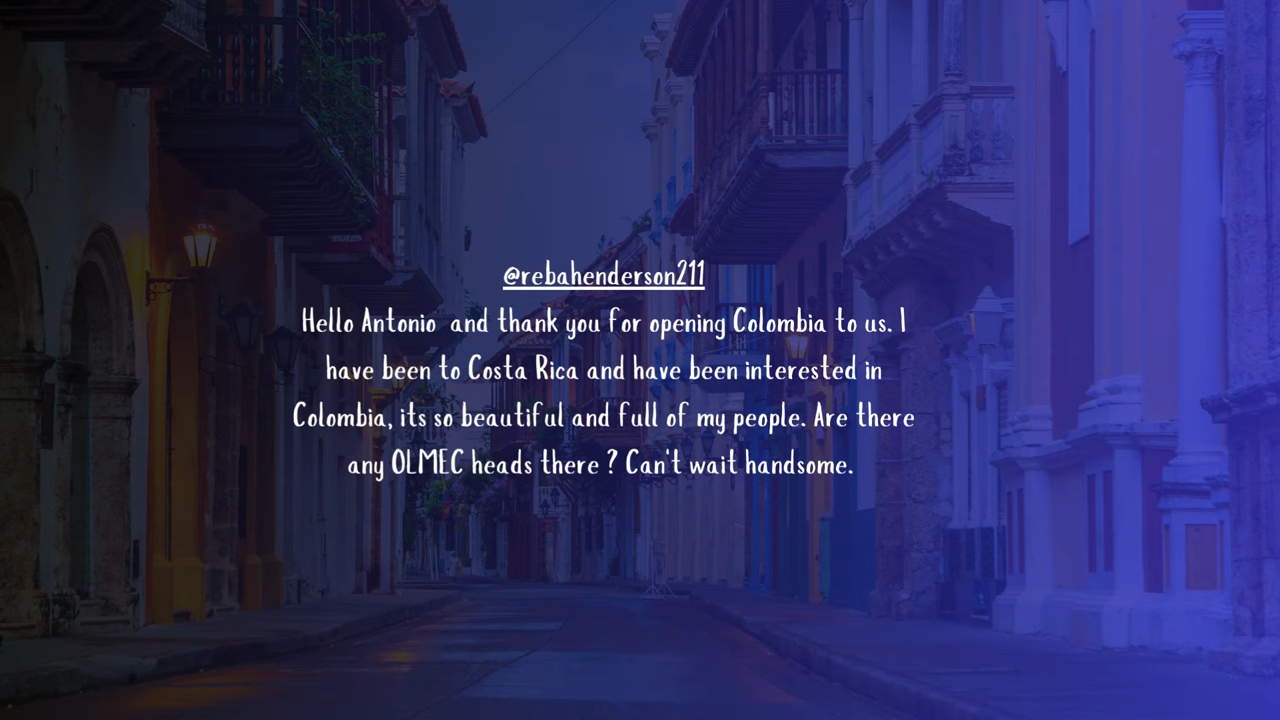 @rebahenderson211
Hello Antonio  and thank you for opening Colombia to us. I
have been to Costa Rica and have been interested in
Colombia, its so beautiful and full of my people. Are there
any OLMEC heads there ? Can't wait handsome.